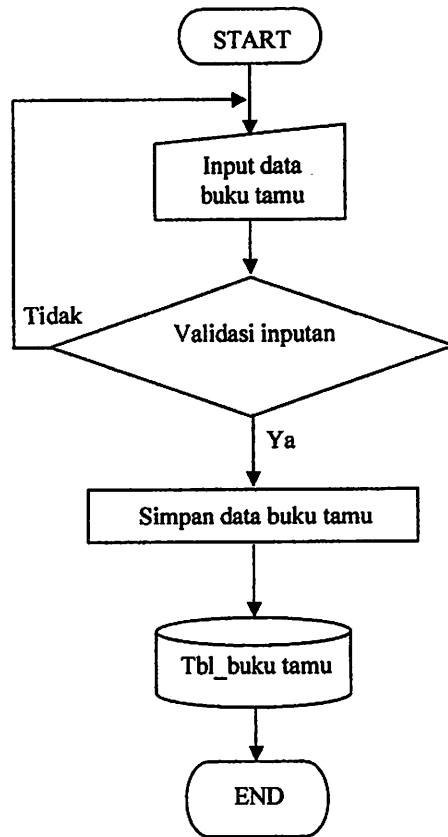 START
Input data
buku tamu
Tidak
Validasi inputan
Ya
Simpan data buku tamu
Tbl_buku tamu
END